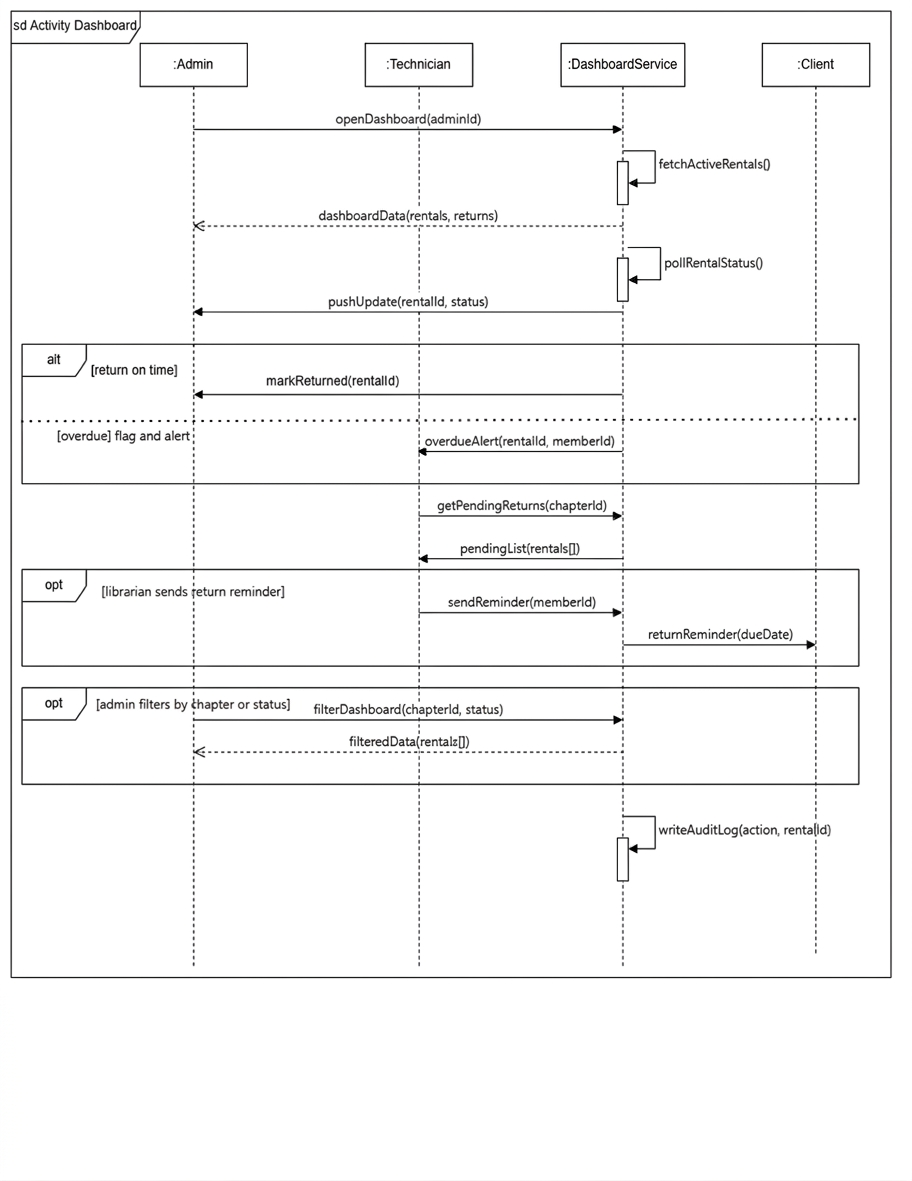 sd Activity Dashboard
:Admin
:Technician
:DashboardService
:Client
openDashboard(adminId)
fetchActiveRentals()
dashboardData(rentals, returns)
pollRentalStatus()
pushUpdate(rentalId, status)
alt
[return on time]
markReturned(rentalId)
[overdue] flag and alert
overdueAlert(rentalId, memberId)
getPendingReturns(chapterId)
pendingList(rentals[])
opt
[librarian sends return reminder]
sendReminder(memberId)
returnReminder(dueDate)
opt
[admin filters by chapter or status]
filterDashboard(chapterId, status)
filteredData(rentals[])
writeAuditLog(action, rentalId)